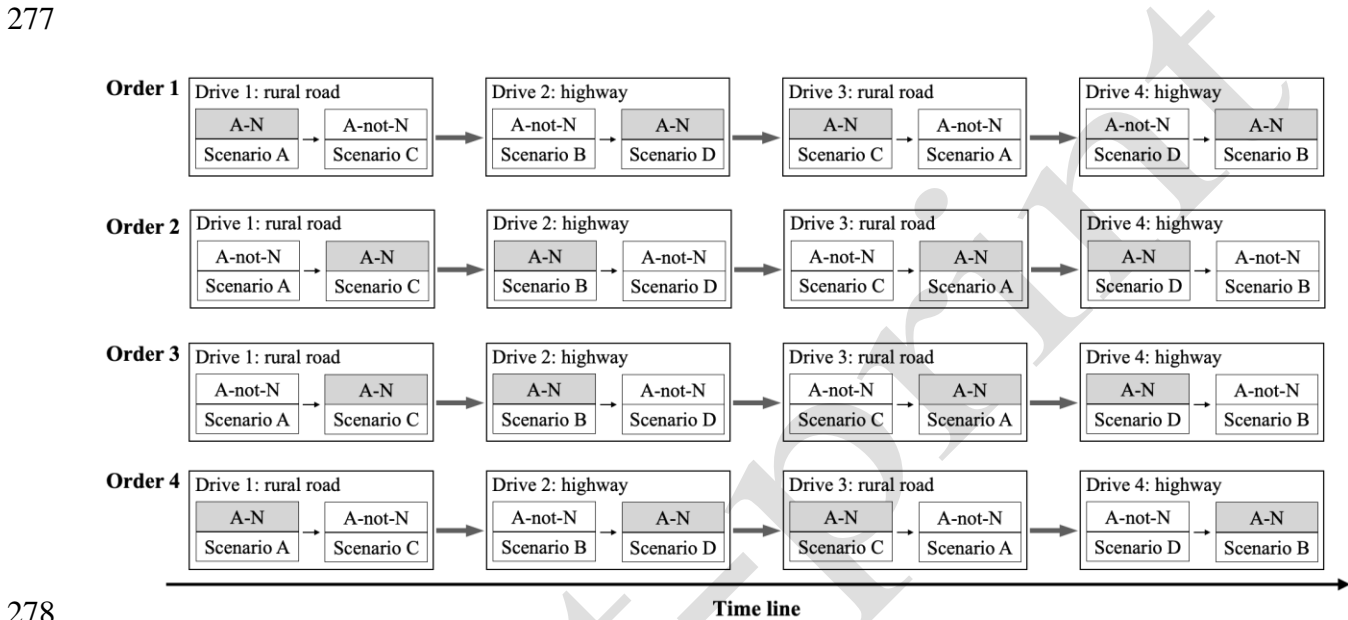 277
Order 1 Drive 1: rural road Drive 2: highway Drive 3: rural road Drive 4: highway
A-N A-not-N A-not-N A-N A-N A-not-N A-not-N A-N
Scenario A Scenario C Scenario B Scenario D Scenario C Scenario A Scenario D Scenario B
Order 2 Drive 1: rural road Drive 2: highway Drive 3: rural road Drive 4: highway
A-not-N A-N A-N A-not-N A-not-N A-N A-N A-not-N
Scenario A Scenario C Scenario B Scenario D Scenario C Scenario A Scenario D Scenario B
Order 3 Drive 1: rural road Drive 2: highway Drive 3: rural road Drive 4: highway
A-not-N A-N A-N A-not-N A-not-N A-N A-N A-not-N
Scenario A Scenario C Scenario B Scenario D Scenario C Scenario A Scenario D Scenario B
Order 4 Drive 1: rural road Drive 2: highway Drive 3: rural road Drive 4: highway
A-N A-not-N A-not-N A-N A-N A-not-N A-not-N A-N
Scenario A Scenario C Scenario B Scenario D Scenario C Scenario A Scenario D Scenario B
Time line
278
t-print